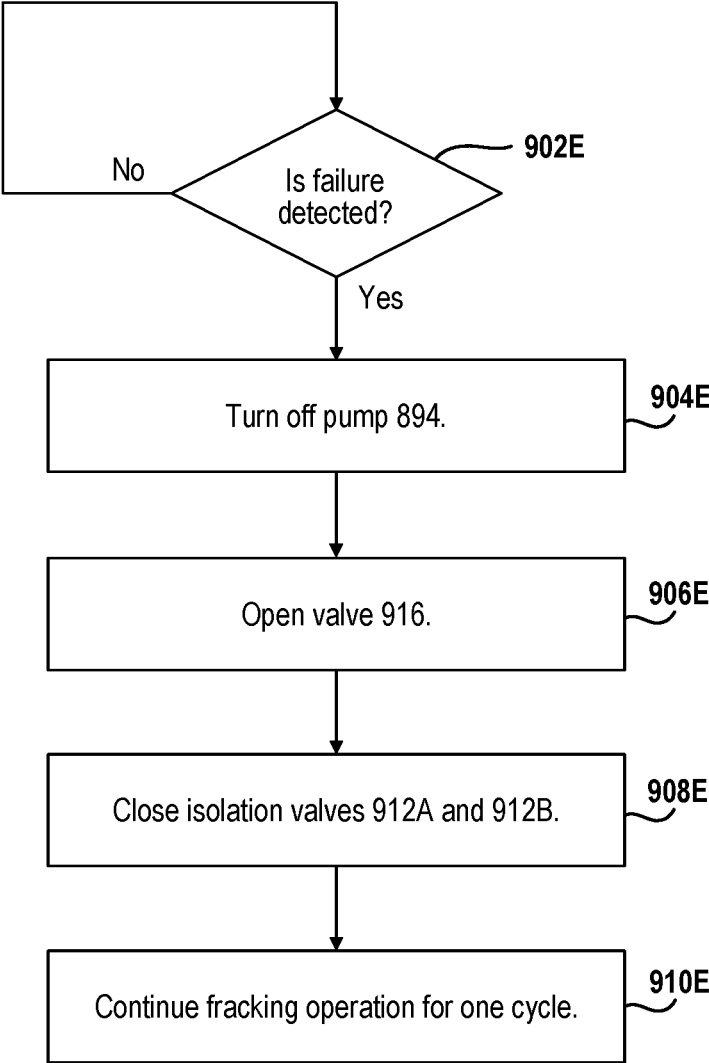 902E
No
Is failure
detected?
Yes
904E
Turn off pump 894.
906E
Open valve 916.
908E
Close isolation valves 912A and 912B.
910E
Continue fracking operation for one cycle.